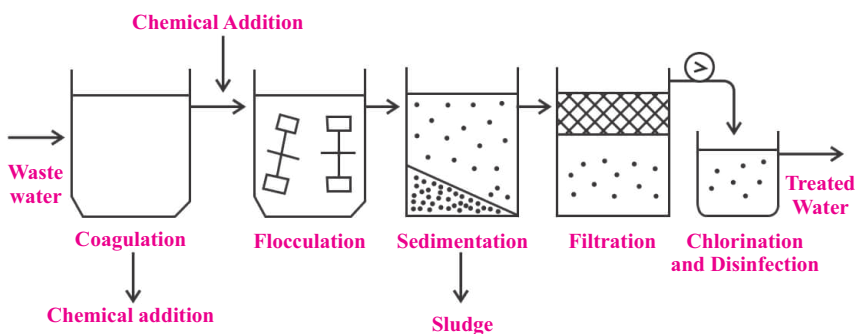 Chemical Addition
Waste
water
Coagulation
Chemical addition
Flocculation
Sedimentation
Sludge
Filtration
Chlorination
and Disinfection
Treated
Water